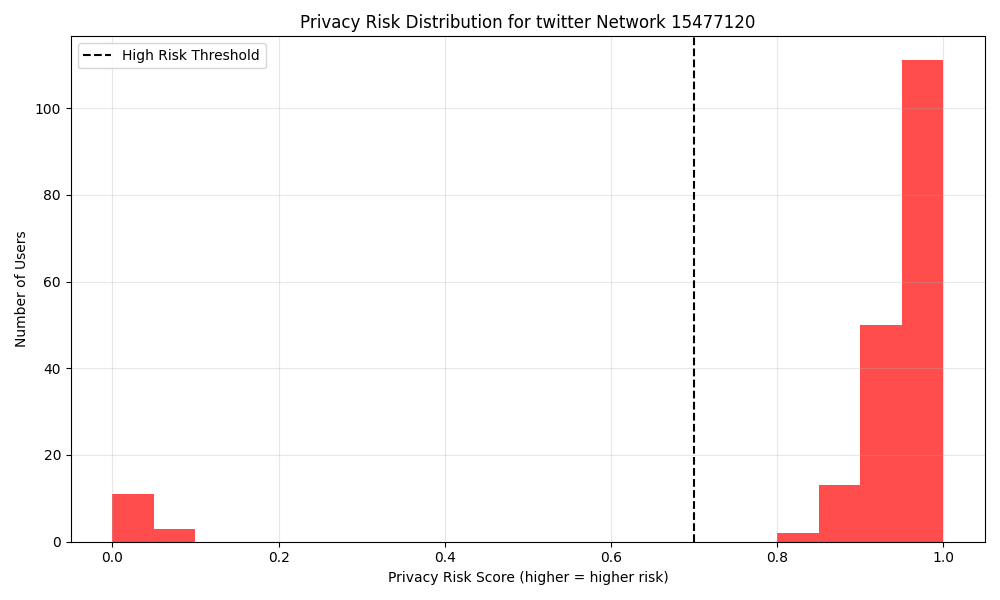 Privacy Risk Distribution for twitter Network 15477120
High Risk Threshold
Number of Users
100
80
60
40
20
0
0.0 0.2 0.4 0.6 0.8 1.0
Privacy Risk Score (higher = higher risk)